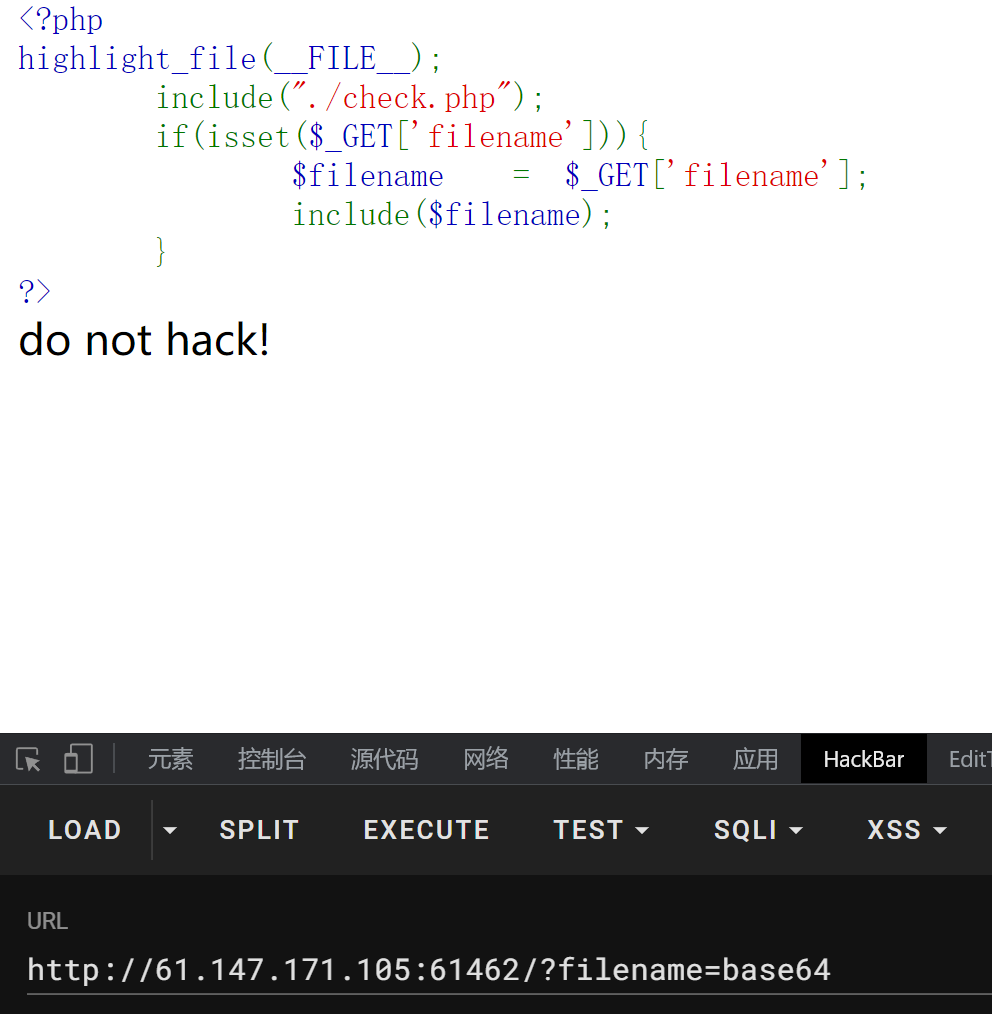 <?php
highlight_file(__FILE__);
include("./check.php");
if(isset($_GET['filename'])){
$filename  =  $_GET['filename'];
include($filename);
}
?>
do not hack!
元素 控制台 源代码 网络 性能 内存 应用 HackBar EditT
LOAD SPLIT EXECUTE TEST SQLI XSS
URL
http://61.147.171.105:61462/?filename=base64